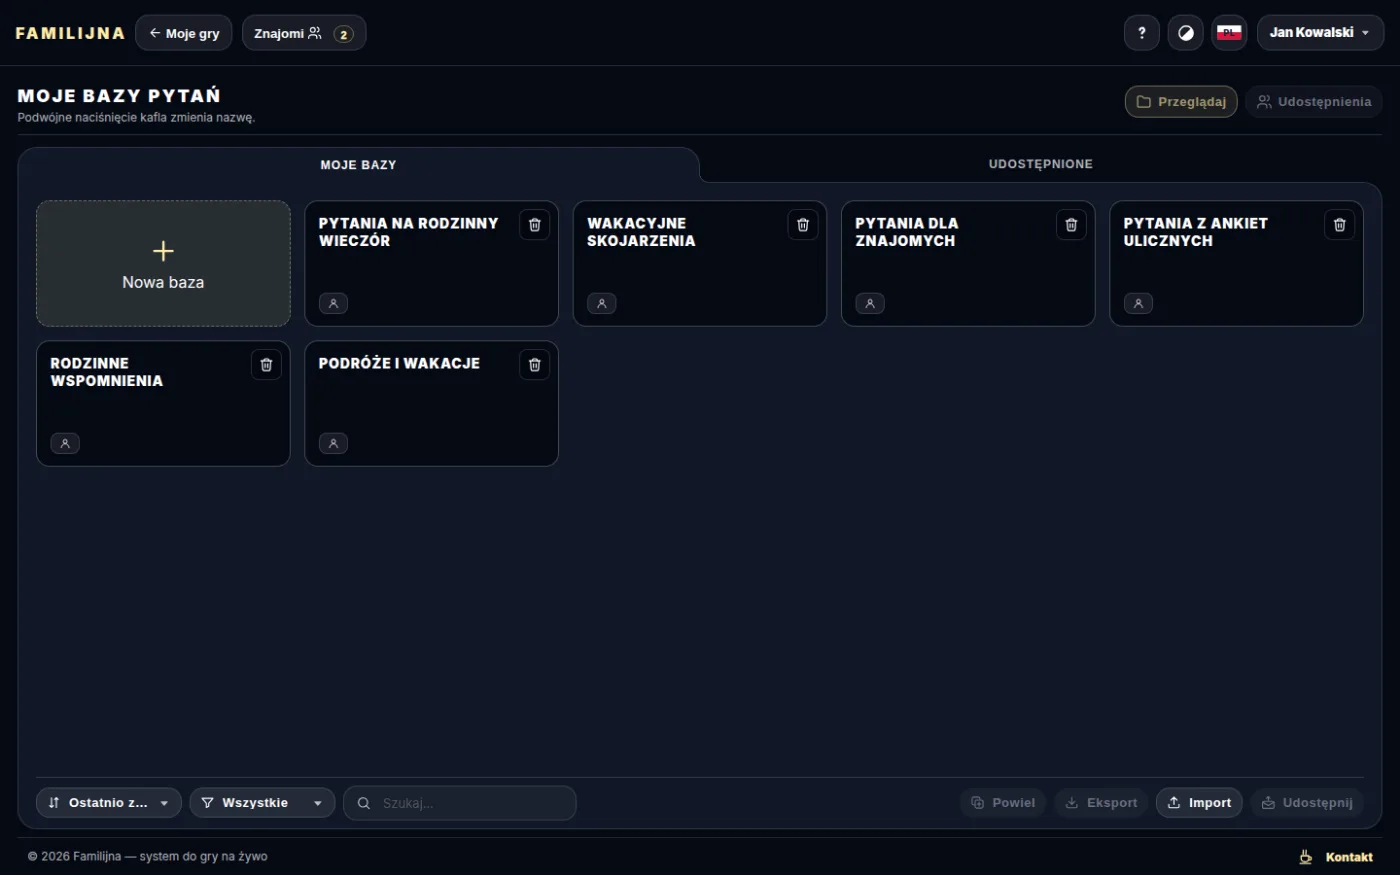 FAMILIJNA
Moje gry
Znajomi 2
?
PL
Jan Kowalski
MOJE BAZY PYTAŃ
Podwójne naciśnięcie kafla zmienia nazwę.
Przeglądaj
Udostępnienia
MOJE BAZY
UDOSTĘPNIONE
Nowa baza
PYTANIA NA RODZINNY
WIECZÓR
WAKACYJNE
SKOJARZENIA
PYTANIA DLA
ZNAJOMYCH
PYTANIA Z ANKIET
ULICZNYCH
RODZINNE
WSPOMNIENIA
PODRÓŻE I WAKACJE
Ostatnio z...
Wszystkie
Szukaj...
Powiel
Eksport
Import
Udostępnij
© 2026 Familijna — system do gry na żywo
Kontakt